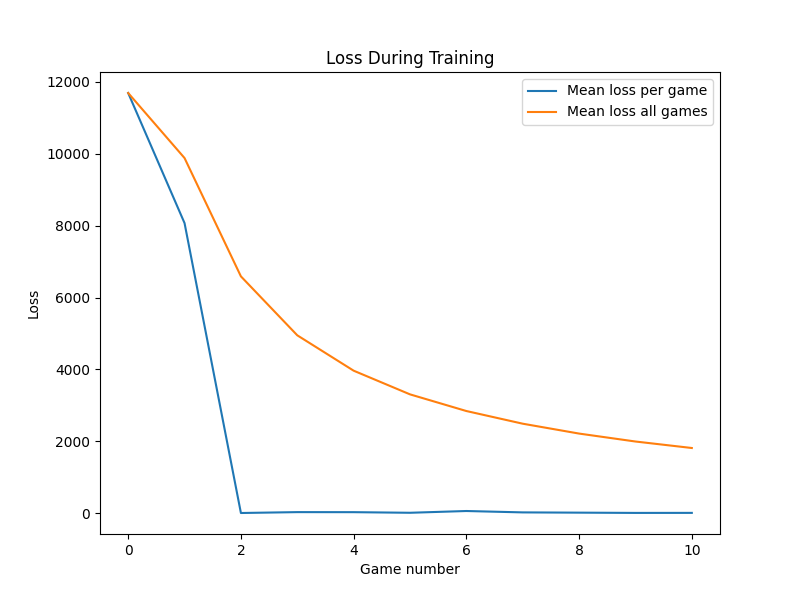 Loss During Training
Mean loss per game
Mean loss all games
12000
10000
8000
6000
4000
2000
0
Loss
0 2 4 6 8 10
Game number